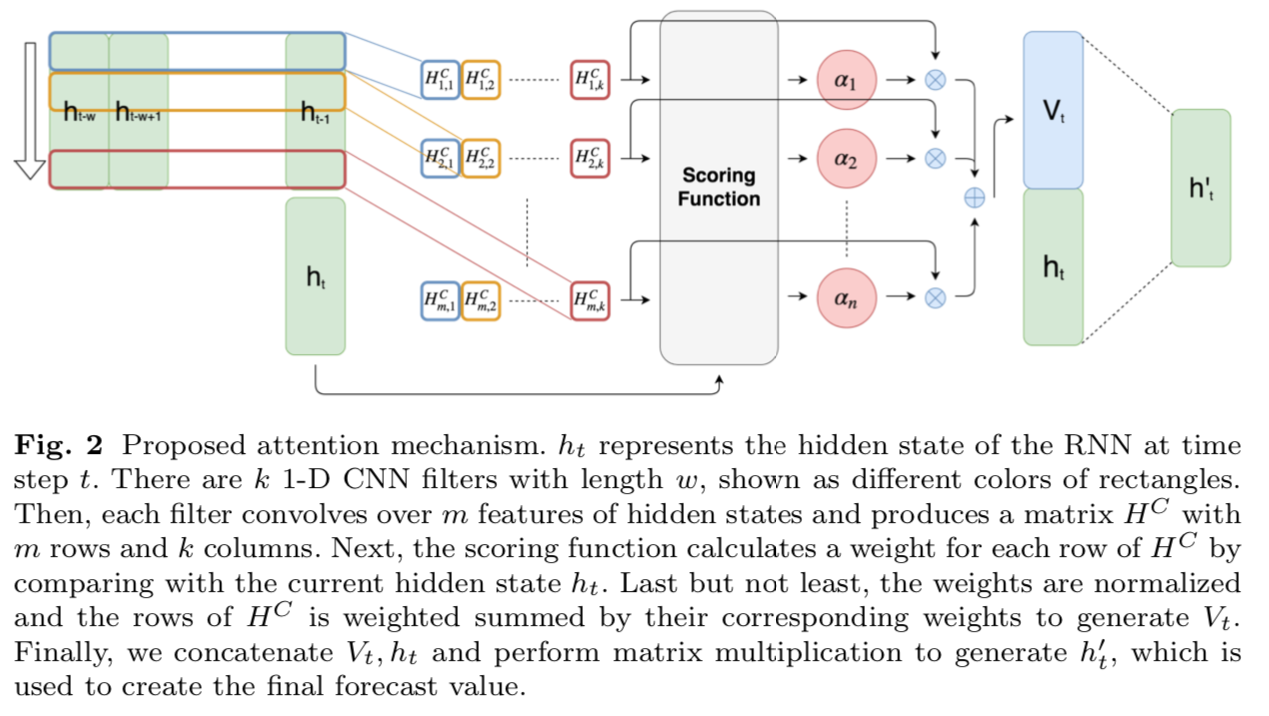 h_{t-w} h_{t-w+1} h_{t-1}
h_t
H^C_{1,1} H^C_{1,2} H^C_{1,k}
H^C_{2,1} H^C_{2,2} H^C_{2,k}
H^C_{m,1} H^C_{m,2} H^C_{m,k}
Scoring
Function
α_1
α_2
α_n
V_t
h_t
h'_t
Fig. 2 Proposed attention mechanism. h_t represents the hidden state of the RNN at time
step t. There are k 1-D CNN filters with length w, shown as different colors of rectangles.
Then, each filter convolves over m features of hidden states and produces a matrix H^C with
m rows and k columns. Next, the scoring function calculates a weight for each row of H^C by
comparing with the current hidden state h_t. Last but not least, the weights are normalized
and the rows of H^C is weighted summed by their corresponding weights to generate V_t.
Finally, we concatenate V_t, h_t and perform matrix multiplication to generate h'_t, which is
used to create the final forecast value.